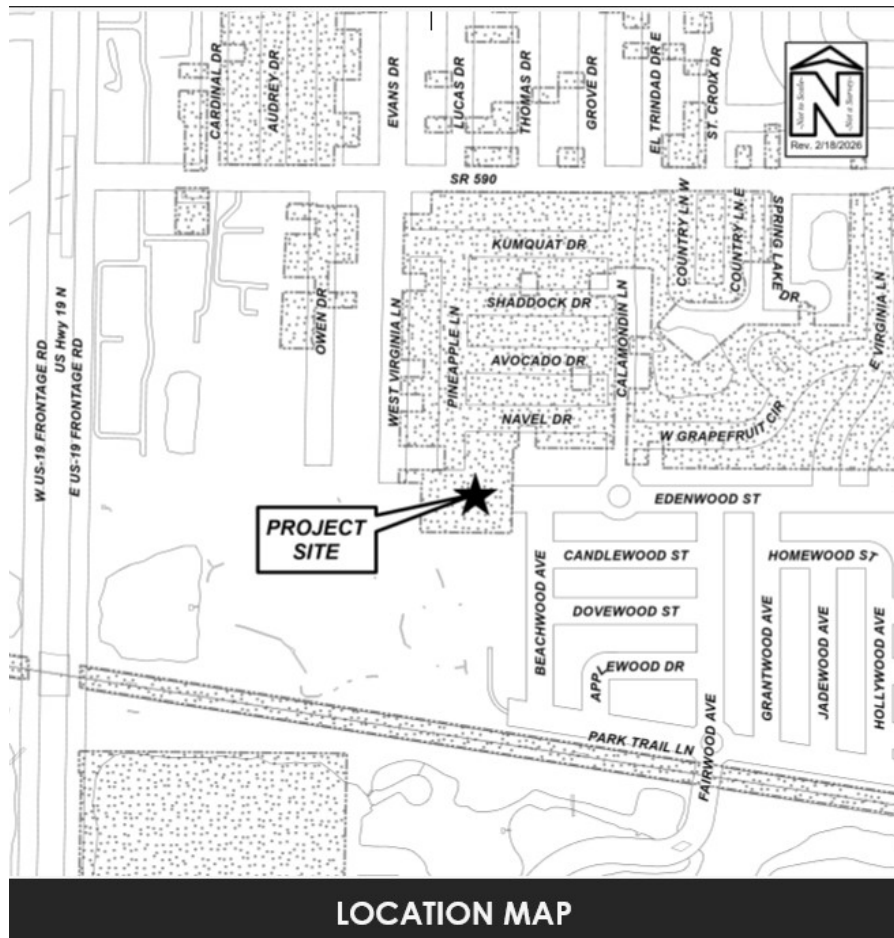 CARDINAL DR
AUDREY DR
EVANS DR
LUCAS DR
THOMAS DR
GROVE DR
EL TRINDAD DR E
ST. CROIX DR
Not to Scale
N
Not a Survey
Rev. 2/18/2026
SR 590
KUMQUAT DR
COUNTRY LN W
COUNTRY LN E
SPRING LAKE
DR
OWEN DR
SHADDOCK DR
WEST VIRGINIA LN
PINEAPPLE LN
AVOCADO DR
CALAMONDIN LN
E VIRGINIA LN
W US-19 FRONTAGE RD
US Hwy 19 N
E US-19 FRONTAGE RD
NAVEL DR
W GRAPEFRUIT CIR
EDENWOOD ST
PROJECT
SITE
CANDLEWOOD ST
HOMEWOOD ST
BEACHWOOD AVE
DOVEWOOD ST
GRANTWOOD AVE
JADEWOOD AVE
HOLLYWOOD AVE
APPLEWOOD DR
PARK TRAIL LN
FAIRWOOD AVE
LOCATION MAP